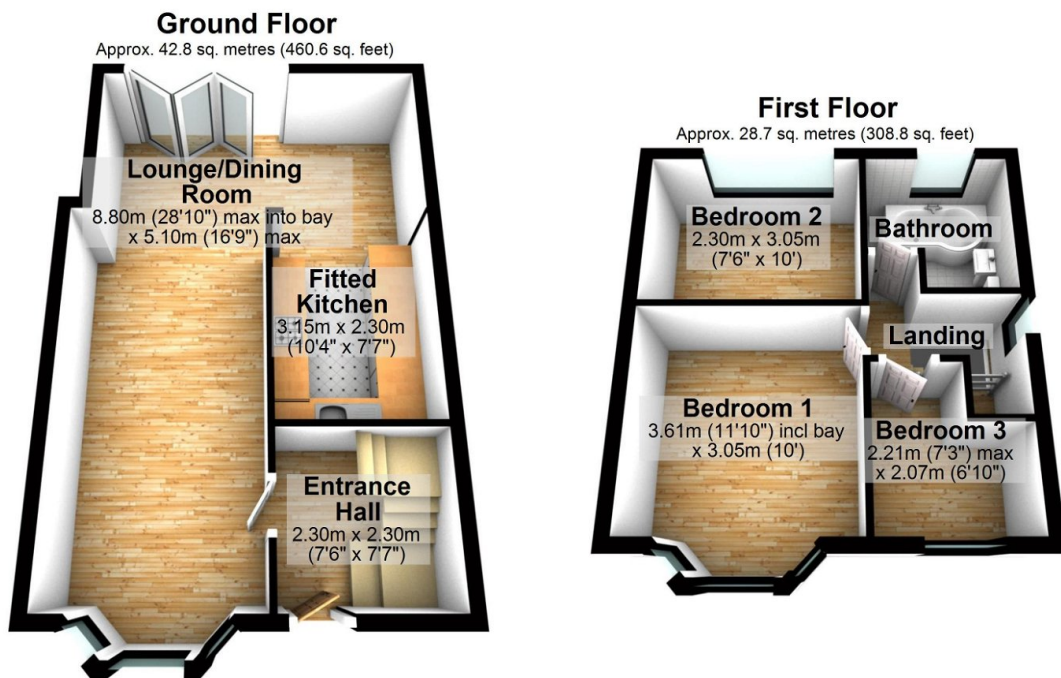 Ground Floor
Approx. 42.8 sq. metres (460.6 sq. feet)
Lounge/Dining
Room
8.80m (28'10") max into bay
x 5.10m (16'9") max
Fitted
Kitchen
3.15m x 2.30m
(10'4" x 7'7")
Entrance
Hall
2.30m x 2.30m
(7'6" x 7'7")
First Floor
Approx. 28.7 sq. metres (308.8 sq. feet)
Bedroom 2
2.30m x 3.05m
(7'6" x 10')
Bathroom
Landing
Bedroom 1
3.61m (11'10") incl bay
x 3.05m (10')
Bedroom 3
2.21m (7'3") max
x 2.07m (6'10")